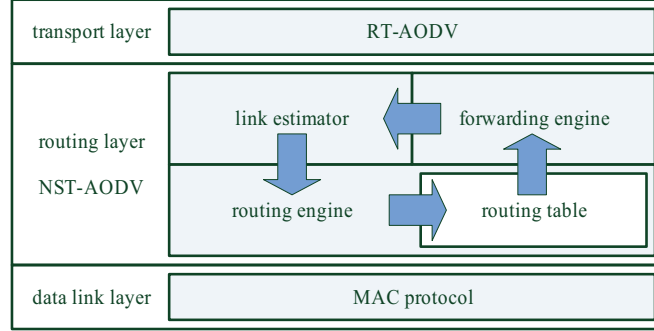 transport layer
RT-AODV
routing layer
NST-AODV
link estimator
forwarding engine
routing engine
routing table
data link layer
MAC protocol